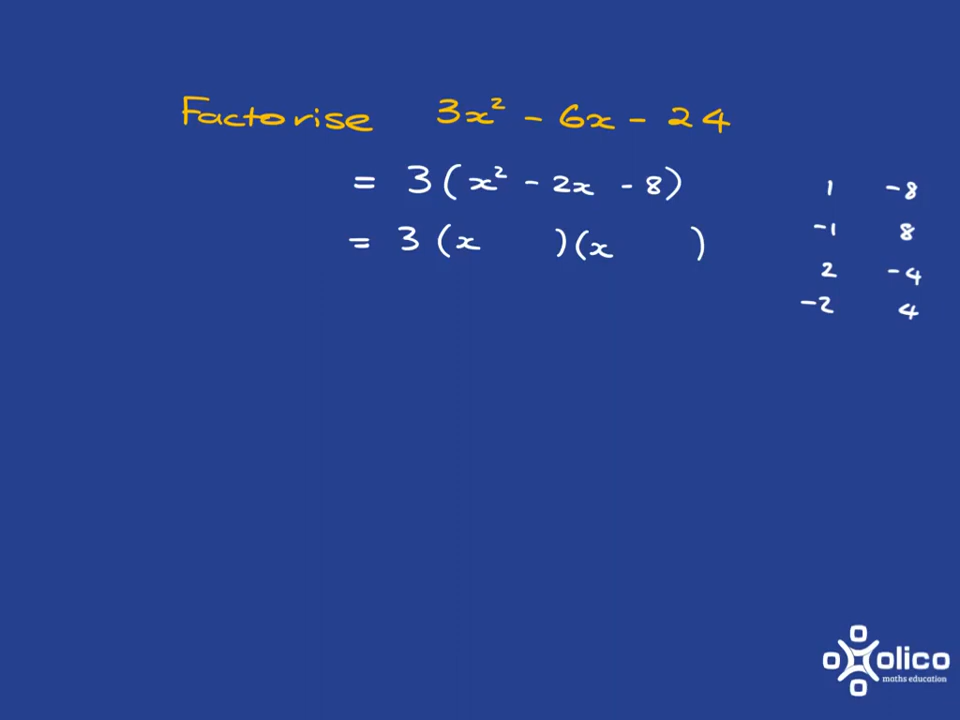 Factorise 3x² - 6x - 24
= 3(x² - 2x - 8)
= 3(x )(x )
1 -8
-1 8
2 -4
-2 4
olico
maths education